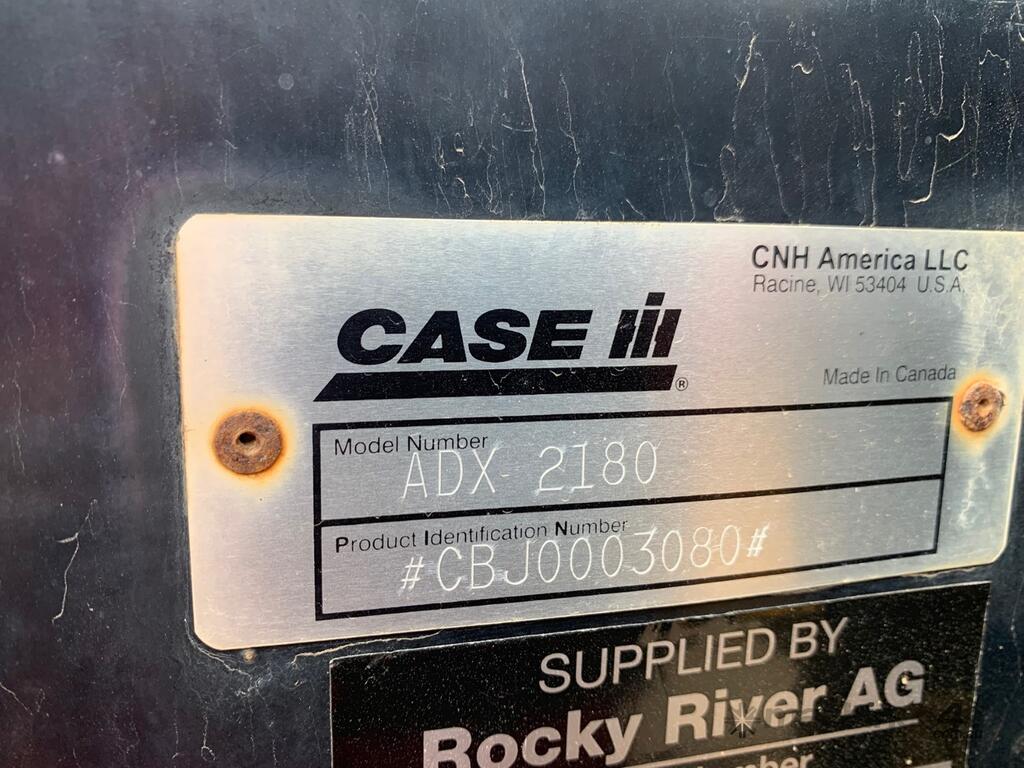 CNH America LLC
Racine, WI 53404 U.S.A.
CASE IH®
Made In Canada
Model Number
ADX 2180
Product Identification Number
#CBJ0003080#
SUPPLIED BY
Rocky River AG